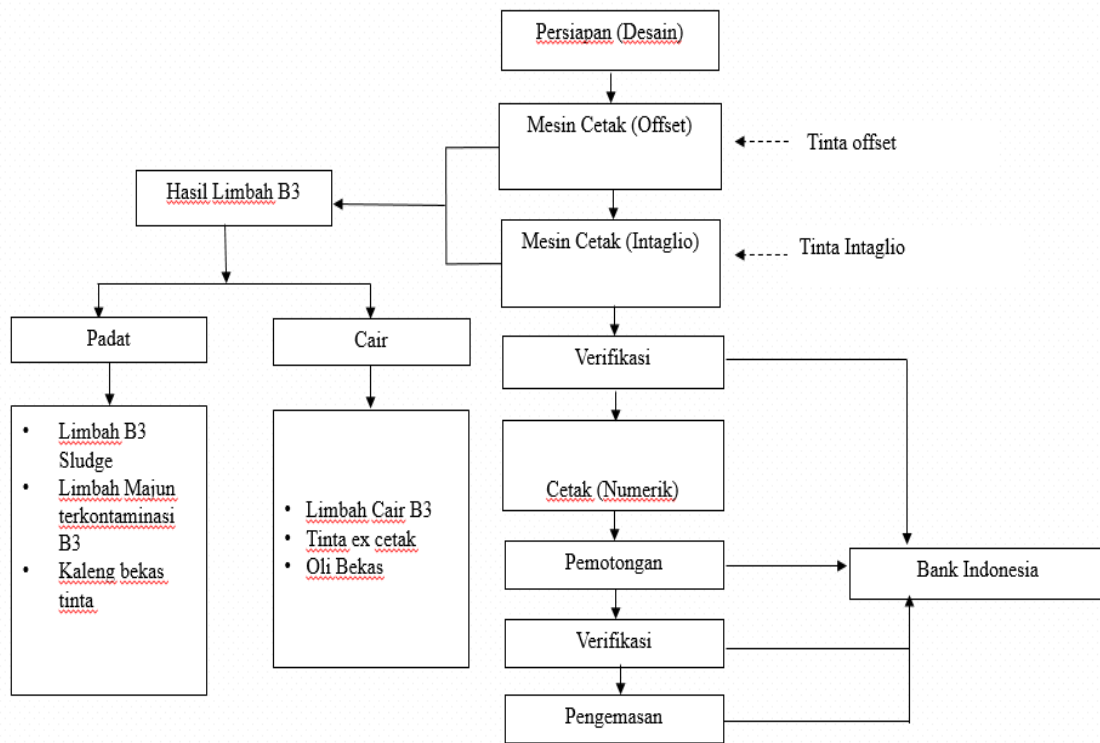 Persiapan (Desain)
Mesin Cetak (Offset)
Tinta offset
Hasil Limbah B3
Mesin Cetak (Intaglio)
Tinta Intaglio
Padat
Cair
Verifikasi
• Limbah B3
Sludge
• Limbah Majun
terkontaminasi
B3
• Kaleng bekas
tinta
• Limbah Cair B3
• Tinta ex cetak
• Oli Bekas
Cetak (Numerik)
Pemotongan
Bank Indonesia
Verifikasi
Pengemasan